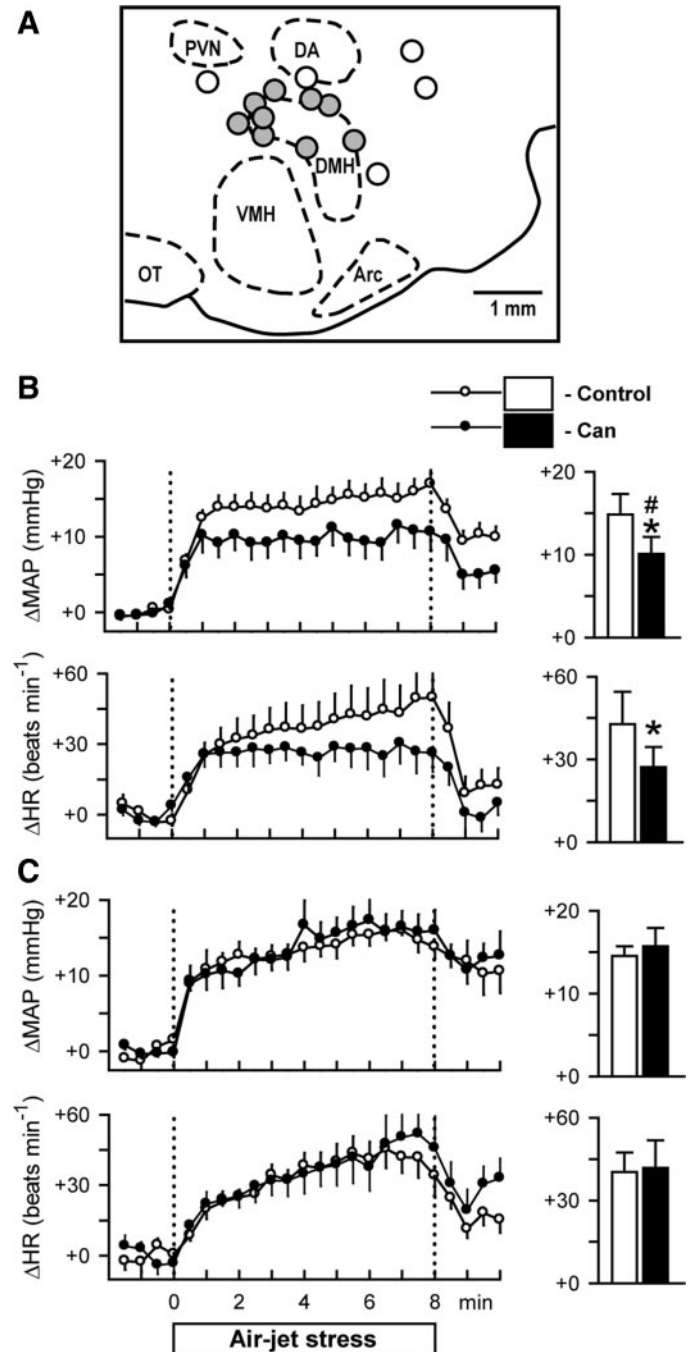 A
PVN
DA
DMH
VMH
OT
Arc
1 mm
B
- Control
- Can
ΔMAP (mmHg)
+20
+10
+0
+20
+10
+0
#
*
ΔHR (beats min⁻¹)
+60
+30
+0
+60
+30
+0
*
C
ΔMAP (mmHg)
+20
+10
+0
+20
+10
+0
ΔHR (beats min⁻¹)
+60
+30
+0
+60
+30
+0
0 2 4 6 8 min
Air-jet stress